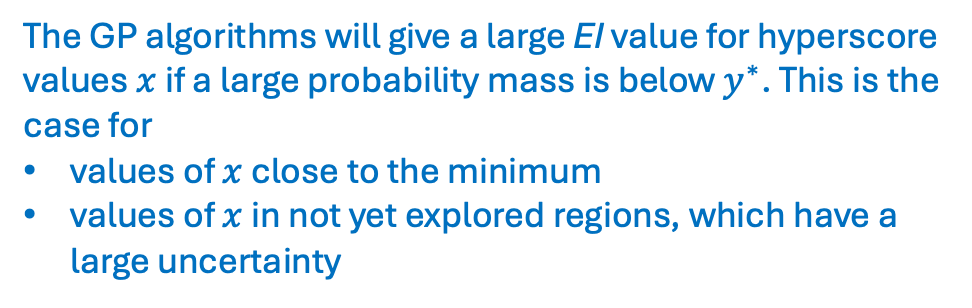 The GP algorithms will give a large EI value for hyperscore
values x if a large probability mass is below y*. This is the
case for
• values of x close to the minimum
• values of x in not yet explored regions, which have a
large uncertainty